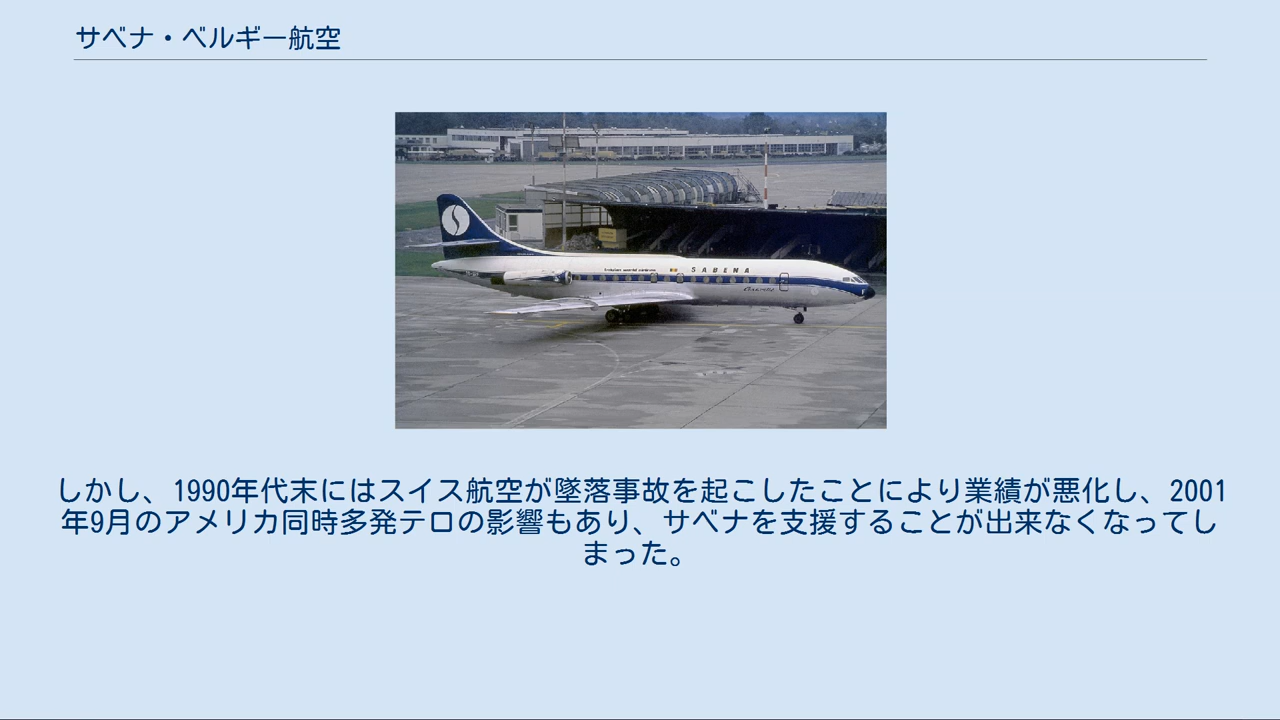 サベナ・ベルギー航空
SABENA
しかし、1990年代末にはスイス航空が墜落事故を起こしたことにより業績が悪化し、2001
年9月のアメリカ同時多発テロの影響もあり、サベナを支援することが出来なくなってし
まった。